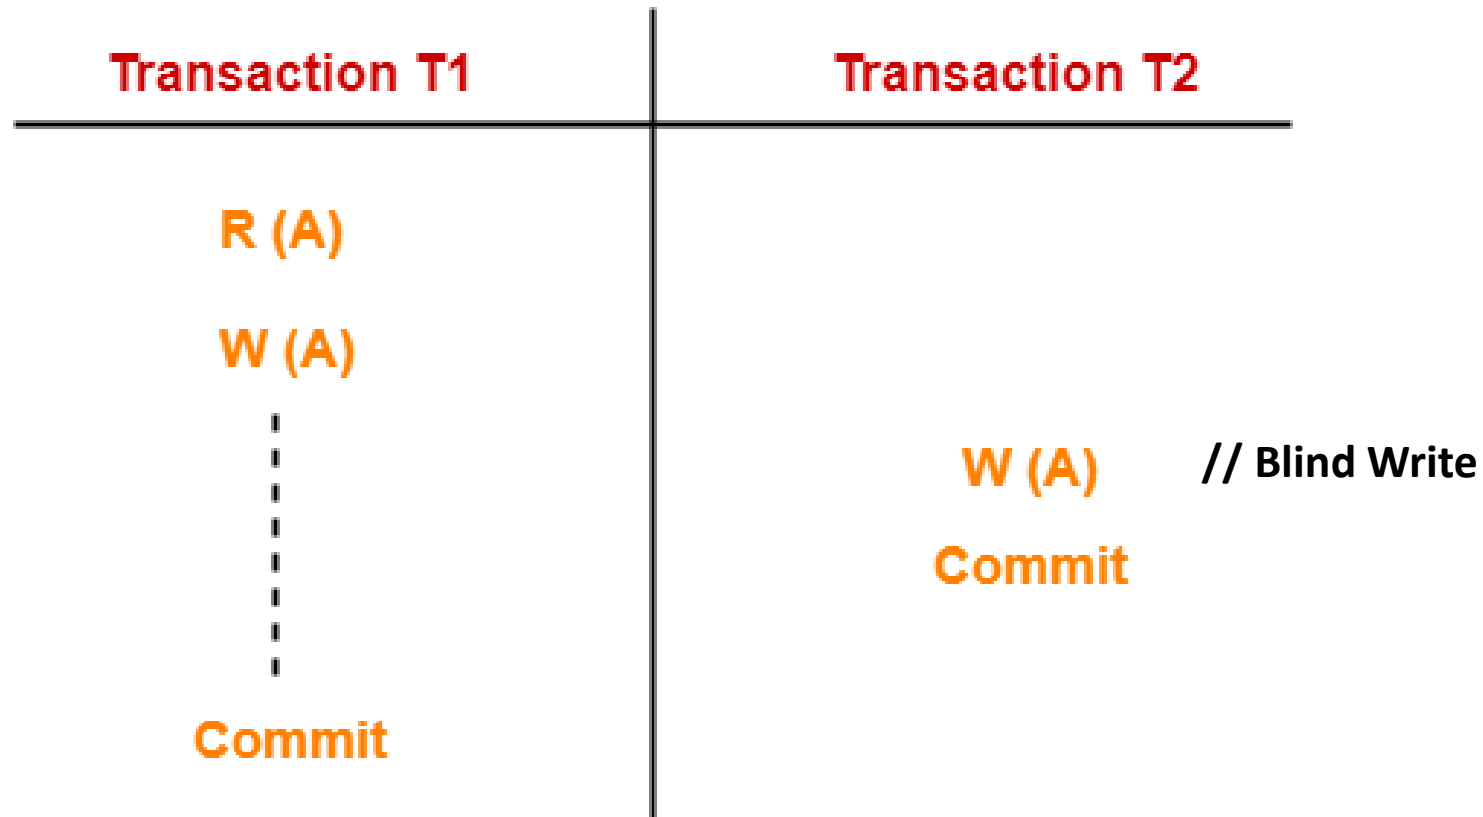 Transaction T1
Transaction T2
R (A)
W (A)
W (A) // Blind Write
Commit
Commit